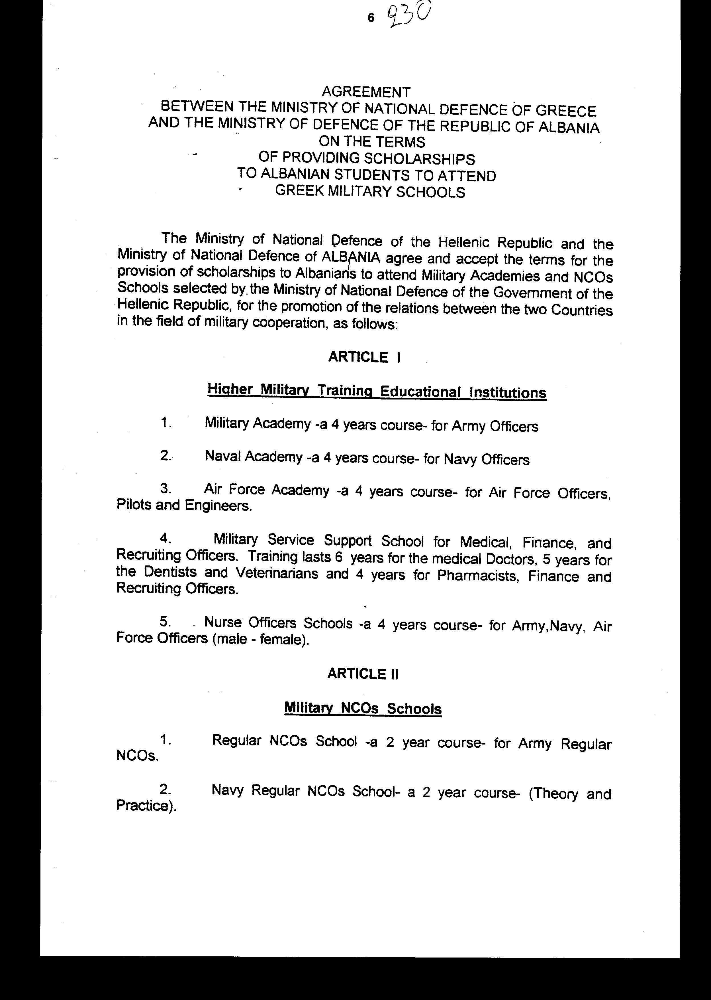 6 930
AGREEMENT
BETWEEN THE MINISTRY OF NATIONAL DEFENCE OF GREECE
AND THE MINISTRY OF DEFENCE OF THE REPUBLIC OF ALBANIA
ON THE TERMS
OF PROVIDING SCHOLARSHIPS
TO ALBANIAN STUDENTS TO ATTEND
GREEK MILITARY SCHOOLS
The Ministry of National Defence of the Hellenic Republic and the
Ministry of National Defence of ALBANIA agree and accept the terms for the
provision of scholarships to Albanians to attend Military Academies and NCOs
Schools selected by the Ministry of National Defence of the Government of the
Hellenic Republic, for the promotion of the relations between the two Countries
in the field of military cooperation, as follows:
ARTICLE I
Higher Military Training Educational Institutions
1. Military Academy -a 4 years course- for Army Officers
2. Naval Academy -a 4 years course- for Navy Officers
3. Air Force Academy -a 4 years course- for Air Force Officers,
Pilots and Engineers.
4. Military Service Support School for Medical, Finance, and
Recruiting Officers. Training lasts 6 years for the medical Doctors, 5 years for
the Dentists and Veterinarians and 4 years for Pharmacists, Finance and
Recruiting Officers.
5. Nurse Officers Schools -a 4 years course- for Army,Navy, Air
Force Officers (male - female).
ARTICLE II
Military NCOs Schools
1. Regular NCOs School -a 2 year course- for Army Regular
NCOs.
2. Navy Regular NCOs School- a 2 year course- (Theory and
Practice).